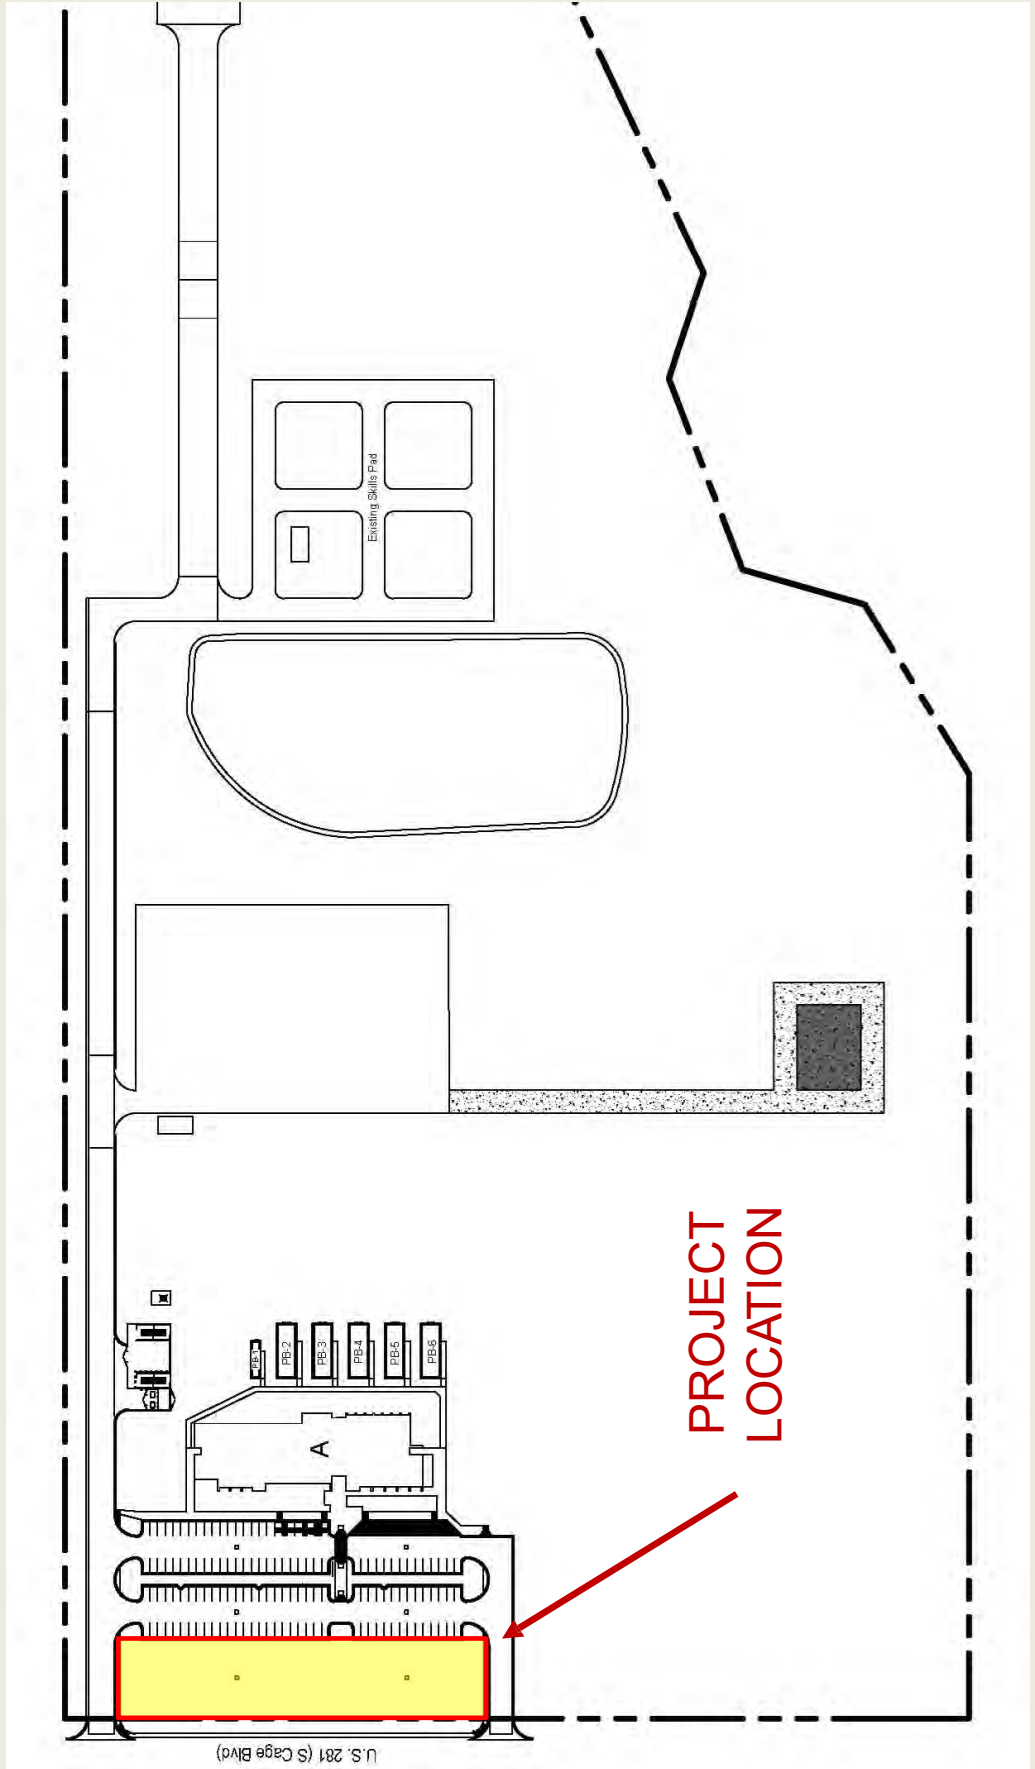 Existing Skills Pad
PROJECT
LOCATION
PB-1
PB-2
PB-3
PB-4
PB-5
PB-6
A
U.S. 281 (S Cage Blvd)